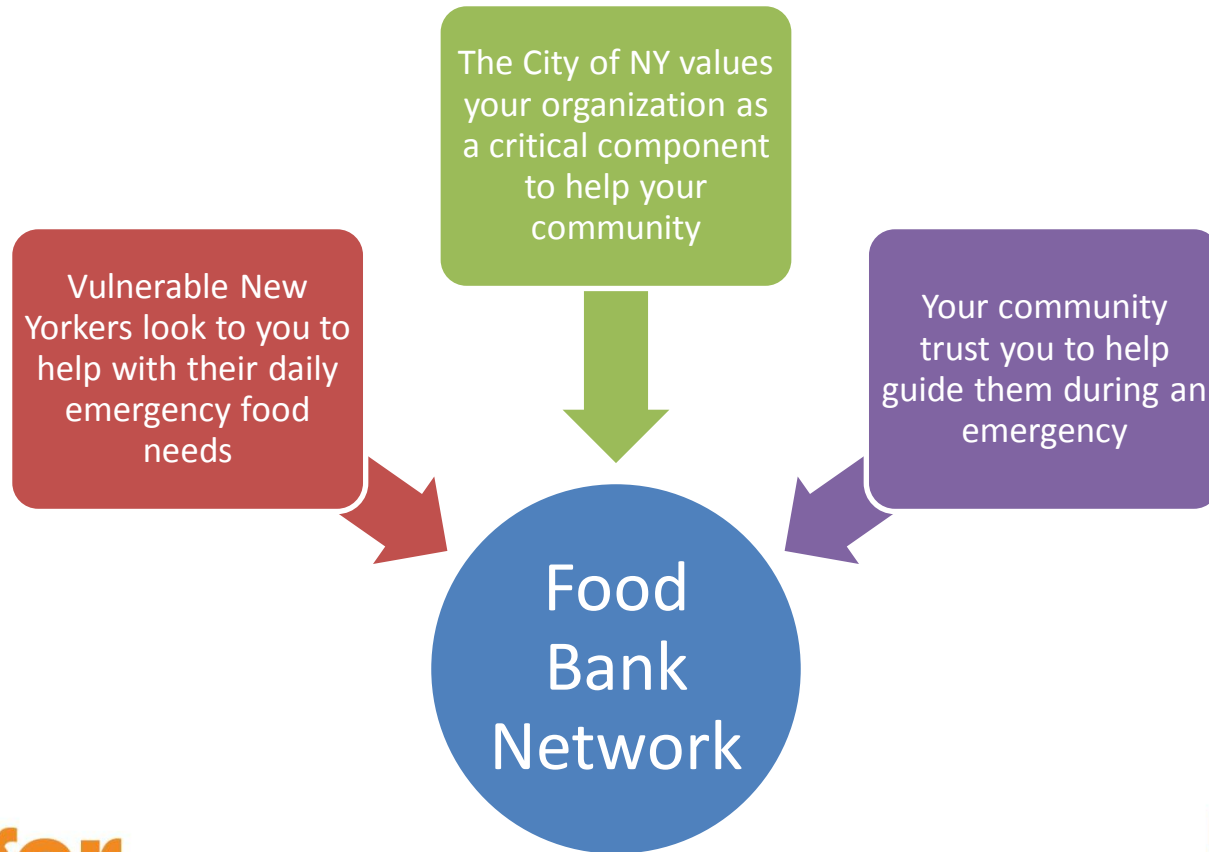 The City of NY values
your organization as
a critical component
to help your
community
Vulnerable New
Yorkers look to you to
help with their daily
emergency food
needs
Your community
trust you to help
guide them during an
emergency
Food
Bank
Network
for